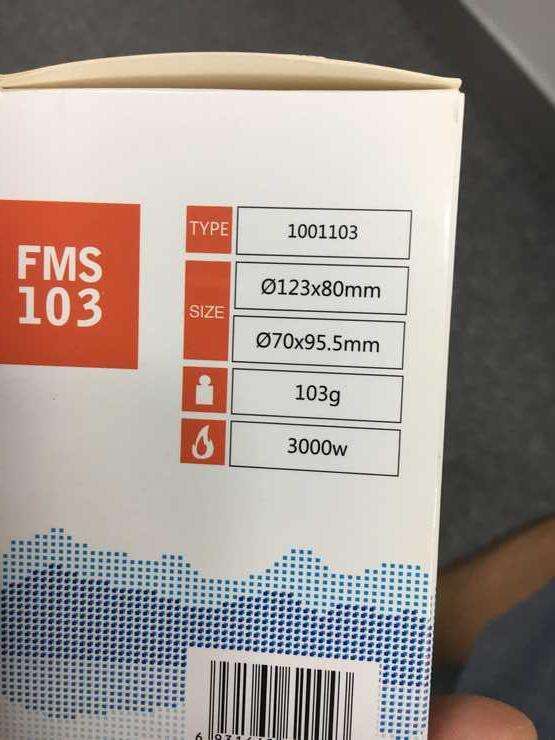 FMS
103
TYPE
1001103
SIZE
Ø123x80mm
Ø70x95.5mm
103g
3000w